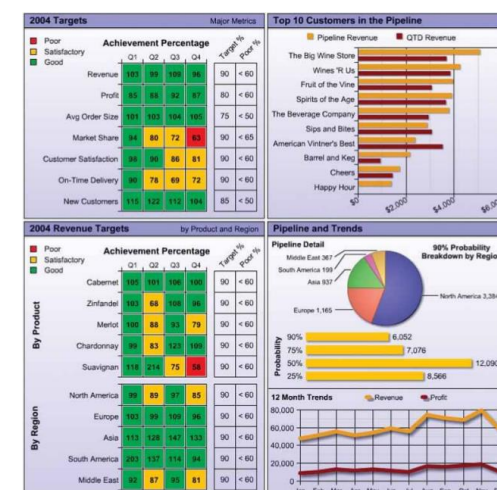 2004 Targets Major Metrics
Poor
Satisfactory
Good
Achievement Percentage
Target % Poor %
Q1 Q2 Q3 Q4
Revenue 103 99 109 96 90 <60
Profit 95 88 92 87 80 <60
Avg Order Size 101 103 104 105 75 <50
Market Share 94 80 72 63 90 <65
Customer Satisfaction 98 90 86 81 90 <60
On-Time Delivery 90 78 69 72 90 <60
New Customers 115 122 112 104 85 <50
Top 10 Customers in the Pipeline
Pipeline Revenue QTD Revenue
The Big Wine Store
Wines 'R Us
Fruit of the Vine
Spirits of the Age
The Beverage Company
Sips and Bites
American Vintner's Best
Barrel and Keg
Cheers
Happy Hour
$0 $2,000 $4,000
2004 Revenue Targets by Product and Region
Poor
Satisfactory
Good
Achievement Percentage
Target % Poor %
Q1 Q2 Q3 Q4
By Product
Cabernet 105 101 106 100 90 <60
Zinfandel 103 68 108 96 90 <60
Merlot 100 88 93 79 90 <60
Chardonnay 99 83 123 109 90 <60
Suavignan 118 214 75 58 90 <60
By Region
North America 99 89 97 85 90 <60
Europe 103 99 109 96 90 <60
Asia 113 128 147 133 90 <60
South America 203 137 114 94 90 <60
Middle East 92 87 95 81 90 <60
Pipeline and Trends
Pipeline Detail
90% Probability
Breakdown by Regio
Middle East 367
South America 199
Asia 937
Europe 1,165
North America 3,384
Probability
90% 6,052
75% 7,076
50% 12,090
25% 8,566
12 Month Trends Revenue Profit
80,000
60,000
40,000
20,000
0